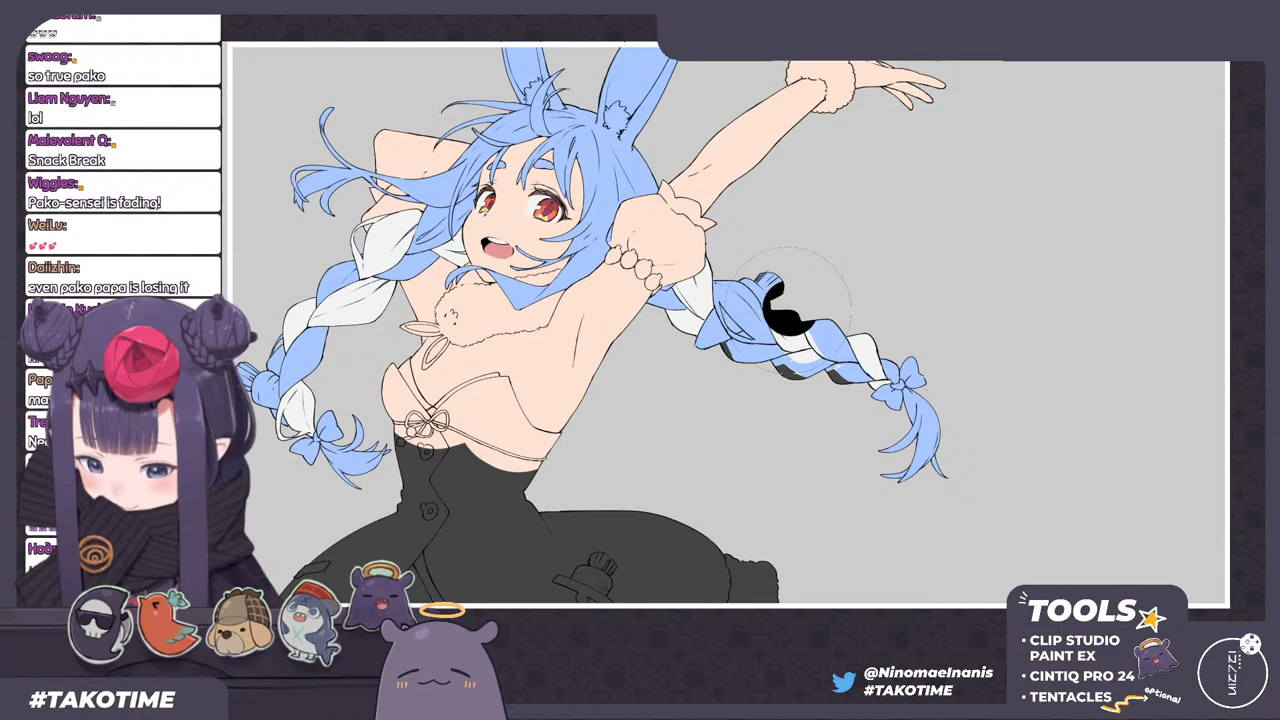 swoog:
so true pako
Liem Nguyen:
lol
Malevolent Q:
Snack Break
Wiggles:
Pako-sensei is fading!
WeiLu:
Daiizhin:
even pako papa is losing it
#TAKOTIME
@NinomaeInanis
#TAKOTIME
TOOLS
• CLIP STUDIO
PAINT EX
• CINTIQ PRO 24
• TENTACLES
optional